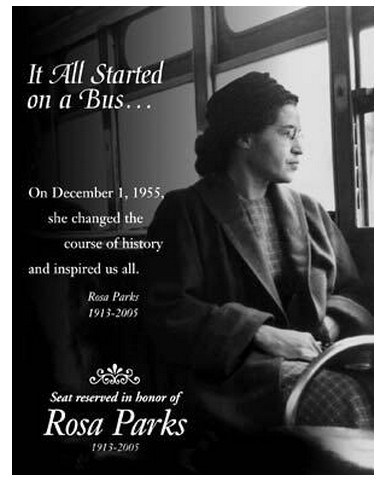 It All Started
on a Bus...
On December 1, 1955,
she changed the
course of history
and inspired us all.
Rosa Parks
1913-2005
Seat reserved in honor of
Rosa Parks
1913-2005